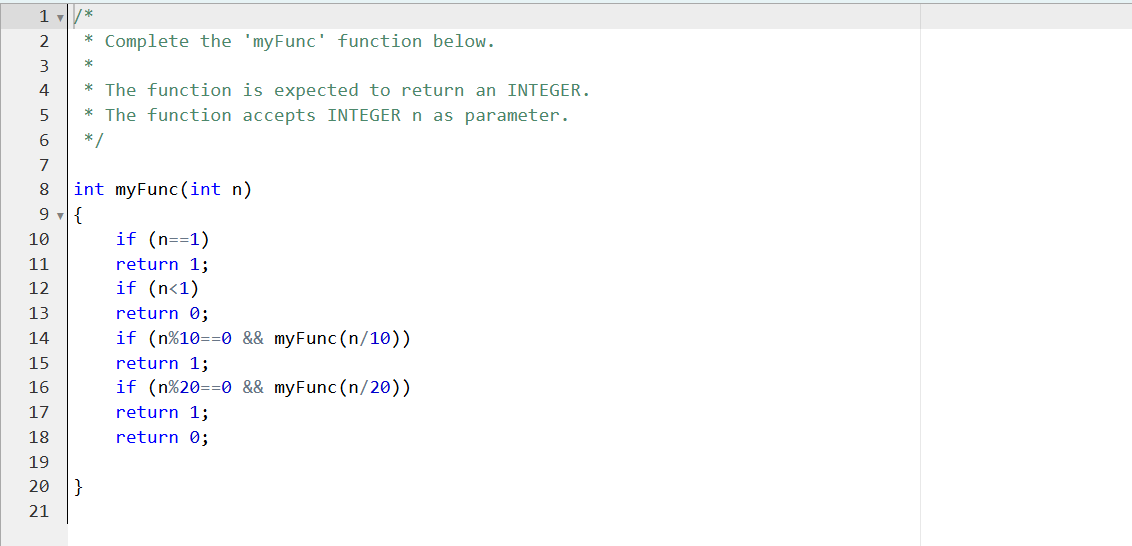 1 /*
2  * Complete the 'myFunc' function below.
3  *
4  * The function is expected to return an INTEGER.
5  * The function accepts INTEGER n as parameter.
6  */
7
8 int myFunc(int n)
9 {
10     if (n==1)
11     return 1;
12     if (n<1)
13     return 0;
14     if (n%10==0 && myFunc(n/10))
15     return 1;
16     if (n%20==0 && myFunc(n/20))
17     return 1;
18     return 0;
19
20 }
21